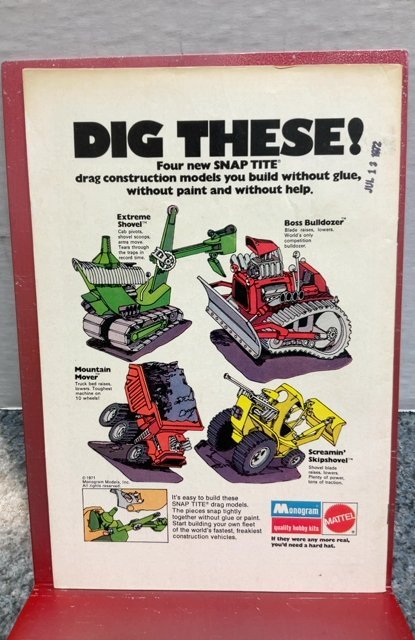 DIG THESE!
JUL 13 1972
Four new SNAP TITE®
drag construction models you build without glue,
without paint and without help.
Extreme
Shovel™
Cab pivots,
shovel scoops,
arms move.
Tears through
the traps in
record time.
Boss Bulldozer™
Blade raises, lowers.
World's only
competition
bulldozer.
Mountain
Mover™
Truck bed raises,
lowers. Toughest
machine on
10 wheels!
Screamin'
Skipshovel™
Shovel blade
raises, lowers.
Plenty of power,
tons of traction.
©1971
Monogram Models, Inc.
All rights reserved.
It's easy to build these
SNAP TITE® drag models.
The pieces snap tightly
together without glue or paint.
Start building your own fleet
of the world's fastest, freakiest
construction vehicles.
Monogram
quality hobby kits
MATTEL
®
If they were any more real,
you'd need a hard hat.